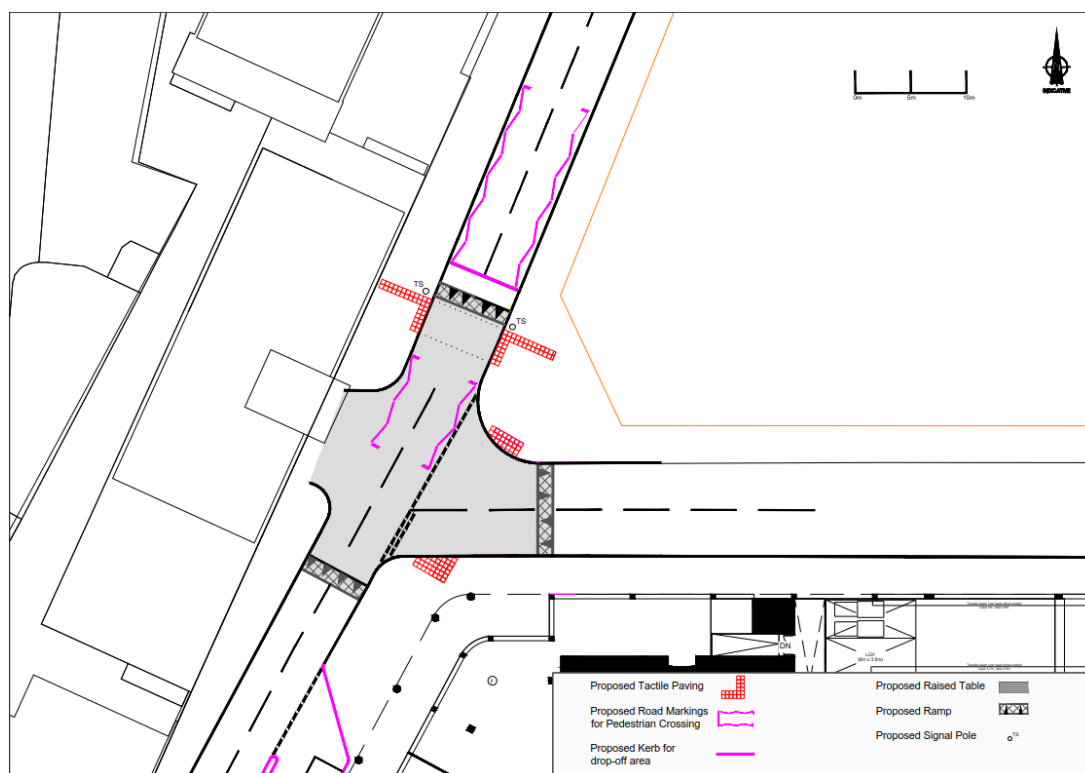 0m 5m 10m
INDICATIVE
TS
TS
DN
LGV
(8m x 3.5m)
F
Proposed Tactile Paving
Proposed Road Markings
for Pedestrian Crossing
Proposed Kerb for
drop-off area
Proposed Raised Table
Proposed Ramp
Proposed Signal Pole
TS